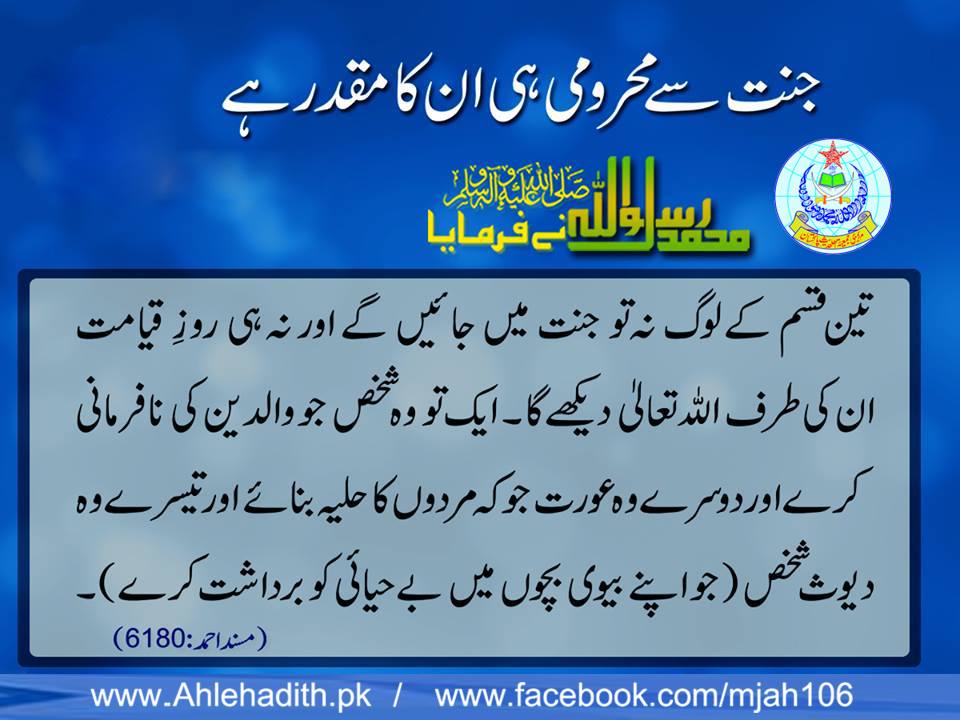 جنت سے محرومی ہی ان کا مقدر ہے
محمد رسول اللہ صلی اللہ علیہ وآلہ وسلم
نے فرمایا
تین قسم کے لوگ نہ تو جنت میں جائیں گے اور نہ ہی روزِ قیامت
ان کی طرف اللہ تعالیٰ دیکھے گا۔ ایک تو وہ شخص جو والدین کی نافرمانی
کرے اور دوسرے وہ عورت جو کہ مردوں کا حلیہ بنائے اور تیسرے وہ
دیوث شخص (جو اپنے بیوی بچوں میں بے حیائی کو برداشت کرے)۔
(مسند احمد:6180)
www.Ahlehadith.pk / www.facebook.com/mjah106